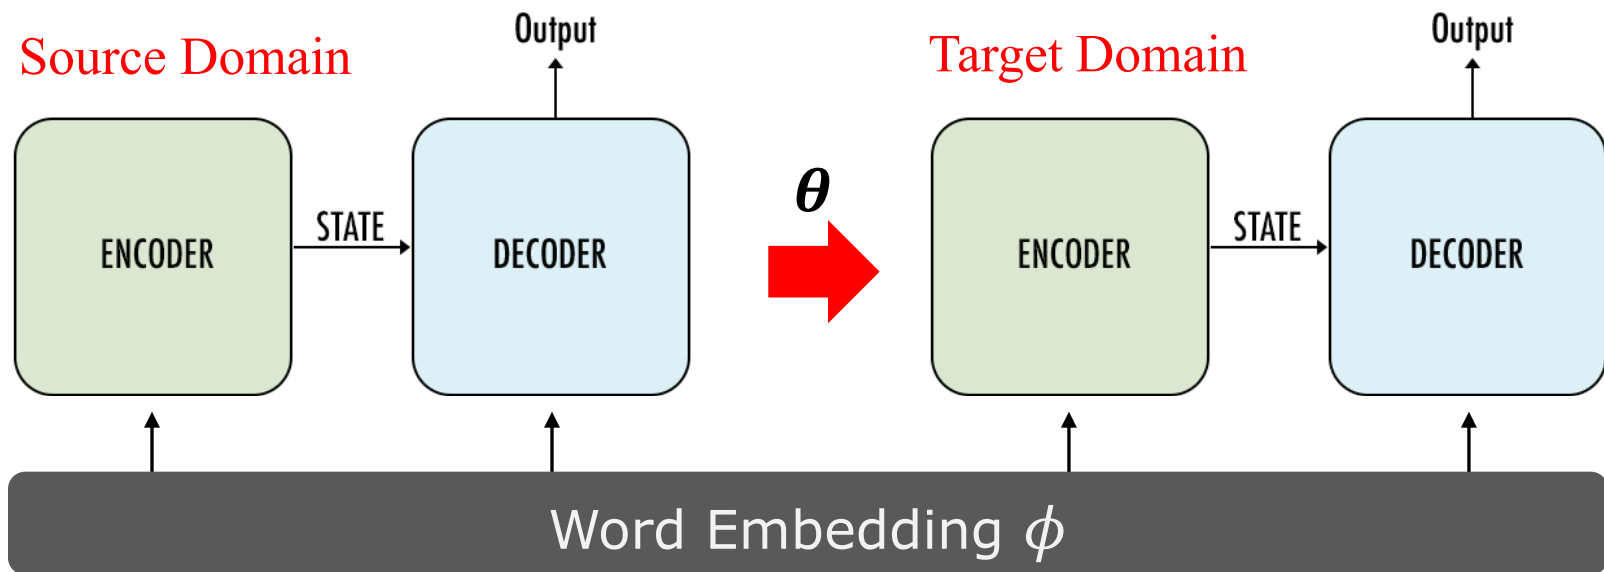 Source Domain
Output
ENCODER
STATE
DECODER
θ
Target Domain
Output
ENCODER
STATE
DECODER
Word Embedding ϕ